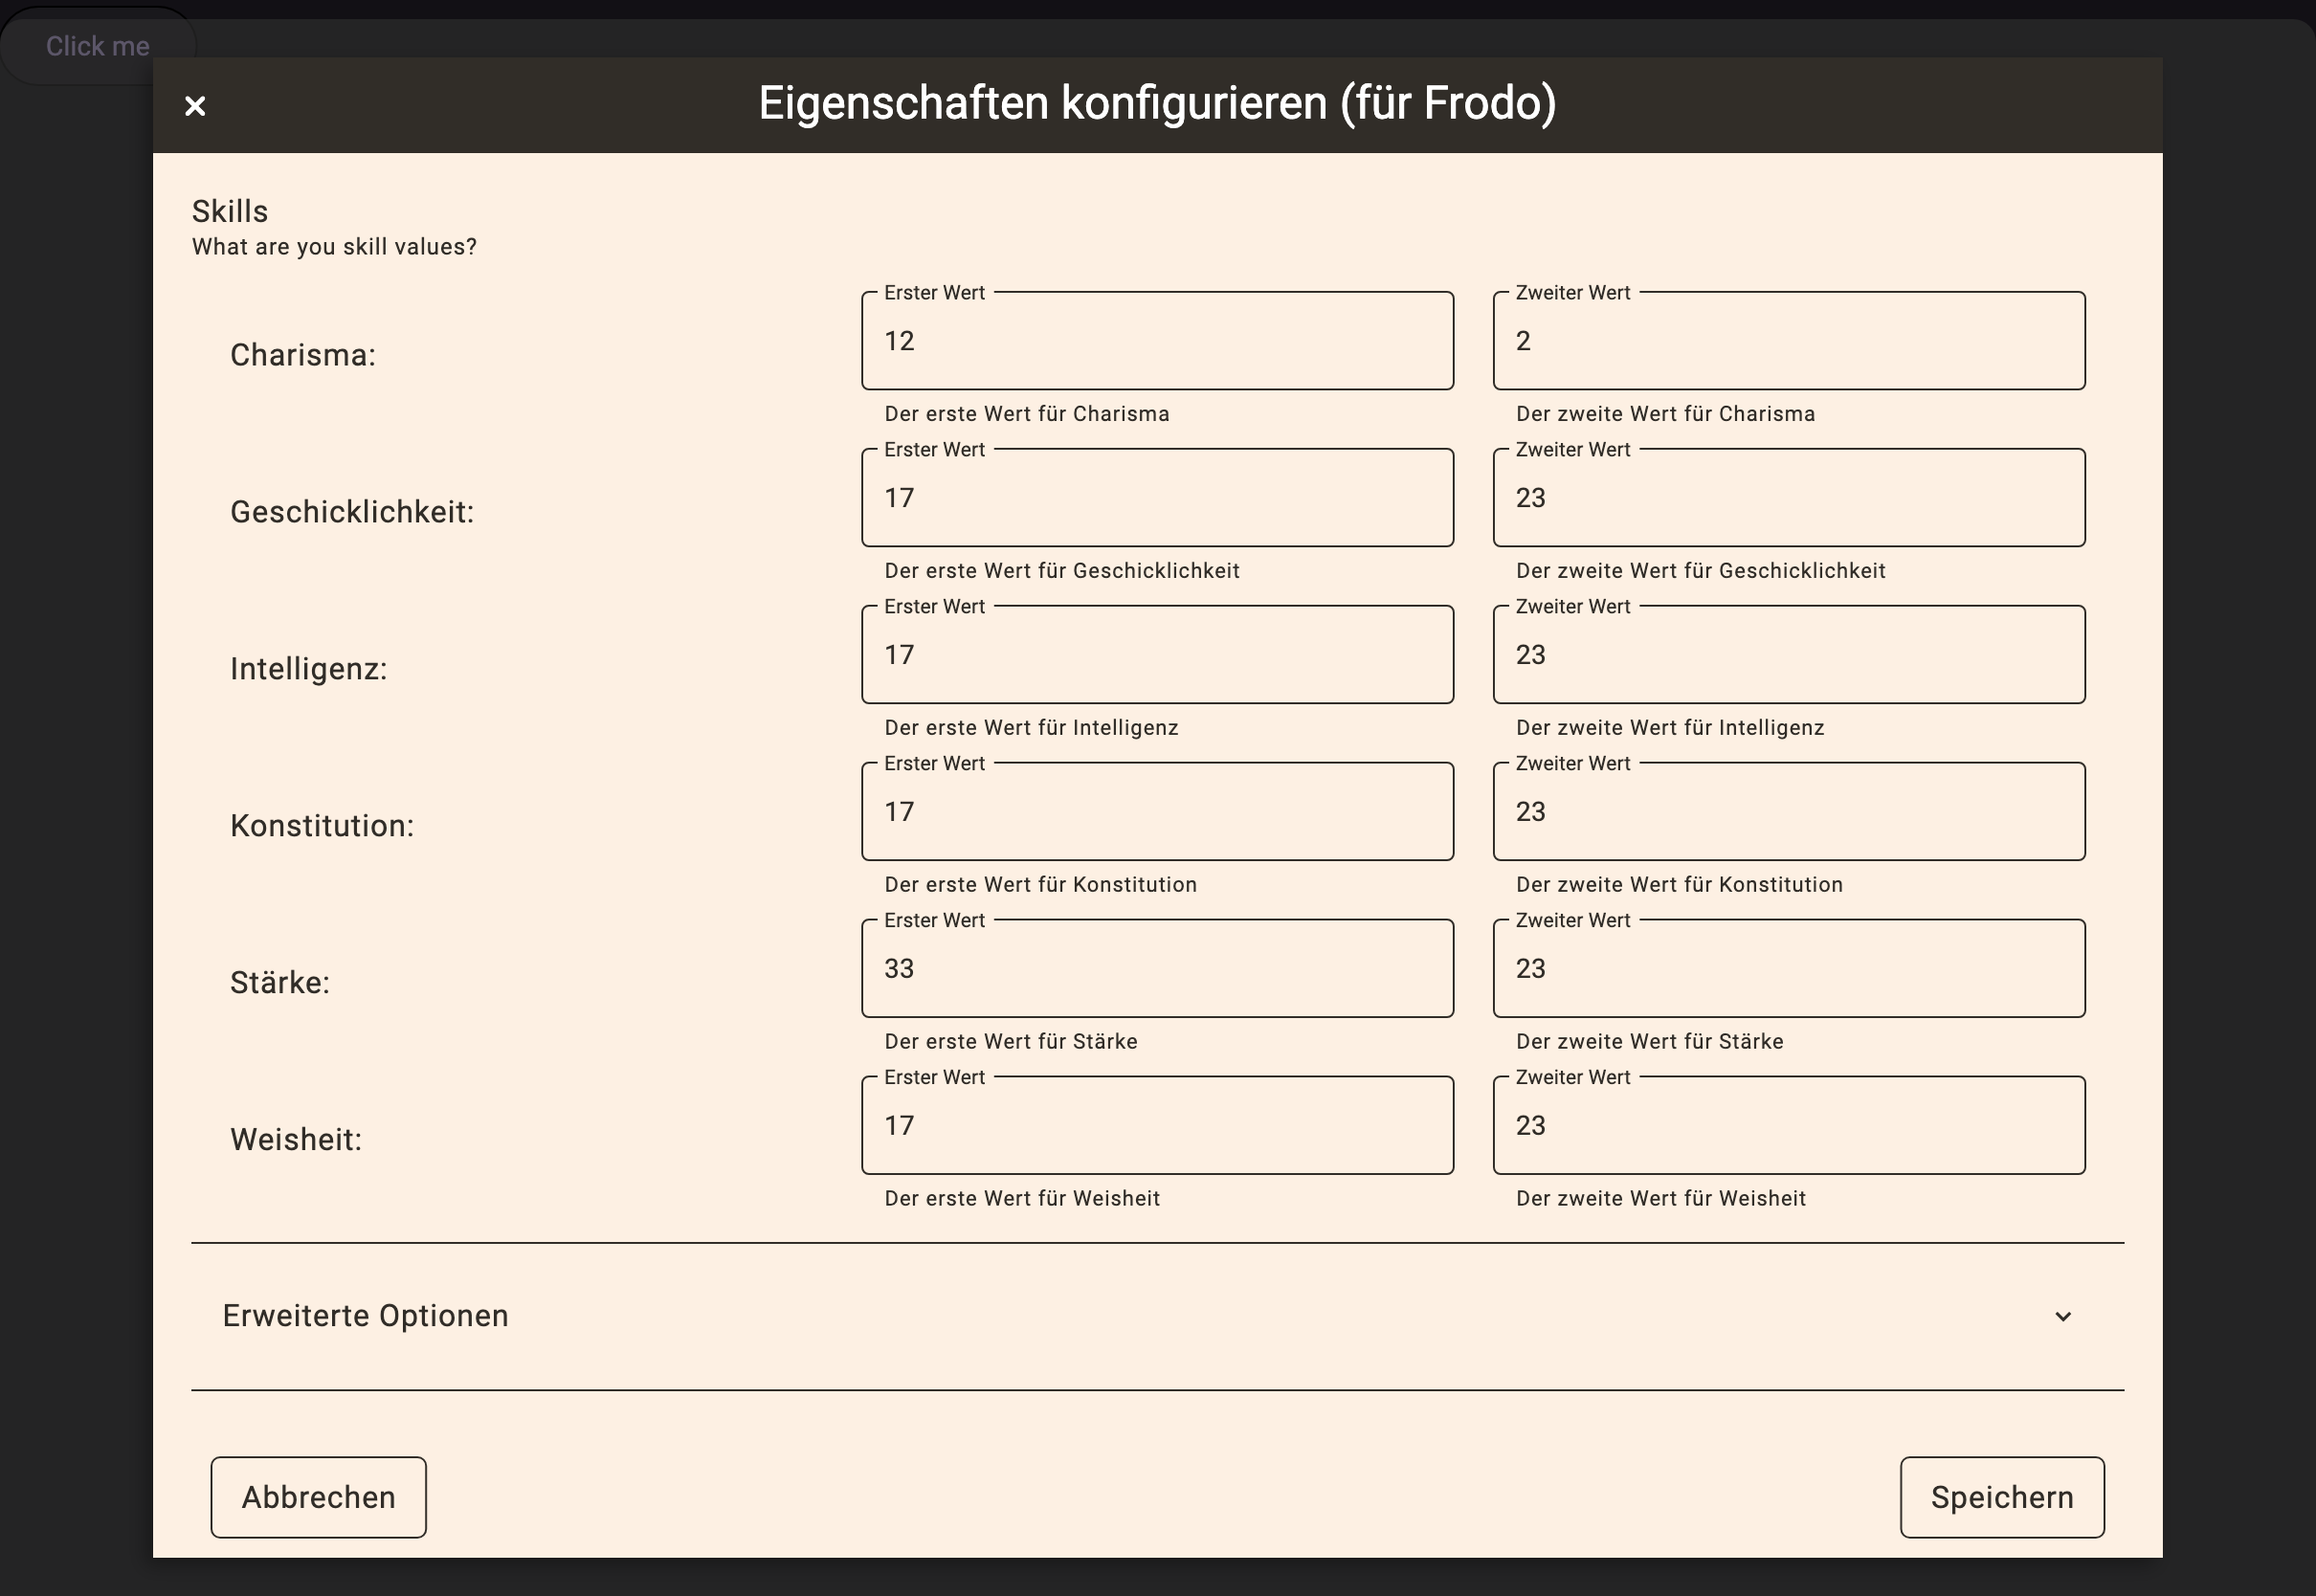 Click me
Eigenschaften konfigurieren (für Frodo)
Skills
What are you skill values?
Charisma:
Erster Wert
12
Der erste Wert für Charisma
Zweiter Wert
2
Der zweite Wert für Charisma
Geschicklichkeit:
Erster Wert
17
Der erste Wert für Geschicklichkeit
Zweiter Wert
23
Der zweite Wert für Geschicklichkeit
Intelligenz:
Erster Wert
17
Der erste Wert für Intelligenz
Zweiter Wert
23
Der zweite Wert für Intelligenz
Konstitution:
Erster Wert
17
Der erste Wert für Konstitution
Zweiter Wert
23
Der zweite Wert für Konstitution
Stärke:
Erster Wert
33
Der erste Wert für Stärke
Zweiter Wert
23
Der zweite Wert für Stärke
Weisheit:
Erster Wert
17
Der erste Wert für Weisheit
Zweiter Wert
23
Der zweite Wert für Weisheit
Erweiterte Optionen
Abbrechen
Speichern